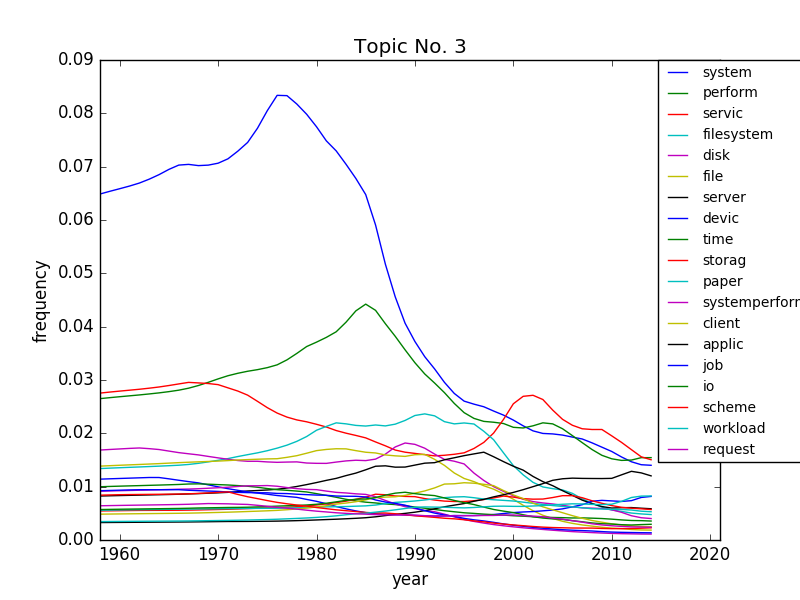 Topic No. 3
0.09
0.08
0.07
0.06
0.05
0.04
0.03
0.02
0.01
0.00
frequency
1960
1970
1980
1990
2000
2010
2020
year
system
perform
servic
filesystem
disk
file
server
devic
time
storag
paper
systemperforn
client
applic
job
io
scheme
workload
request